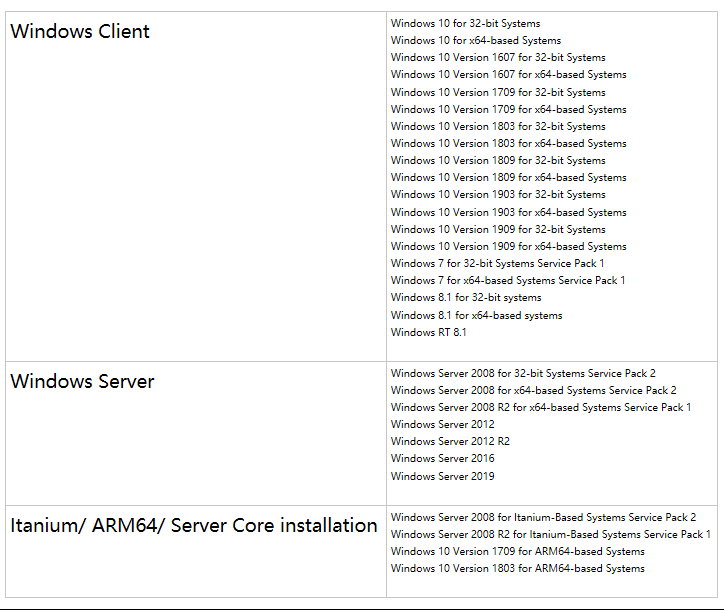 Windows Client
Windows 10 for 32-bit Systems
Windows 10 for x64-based Systems
Windows 10 Version 1607 for 32-bit Systems
Windows 10 Version 1607 for x64-based Systems
Windows 10 Version 1709 for 32-bit Systems
Windows 10 Version 1709 for x64-based Systems
Windows 10 Version 1803 for 32-bit Systems
Windows 10 Version 1803 for x64-based Systems
Windows 10 Version 1809 for 32-bit Systems
Windows 10 Version 1809 for x64-based Systems
Windows 10 Version 1903 for 32-bit Systems
Windows 10 Version 1903 for x64-based Systems
Windows 10 Version 1909 for 32-bit Systems
Windows 10 Version 1909 for x64-based Systems
Windows 7 for 32-bit Systems Service Pack 1
Windows 7 for x64-based Systems Service Pack 1
Windows 8.1 for 32-bit systems
Windows 8.1 for x64-based systems
Windows RT 8.1
Windows Server
Windows Server 2008 for 32-bit Systems Service Pack 2
Windows Server 2008 for x64-based Systems Service Pack 2
Windows Server 2008 R2 for x64-based Systems Service Pack 1
Windows Server 2012
Windows Server 2012 R2
Windows Server 2016
Windows Server 2019
Itanium/ ARM64/ Server Core installation
Windows Server 2008 for Itanium-Based Systems Service Pack 2
Windows Server 2008 R2 for Itanium-Based Systems Service Pack 1
Windows 10 Version 1709 for ARM64-based Systems
Windows 10 Version 1803 for ARM64-based Systems